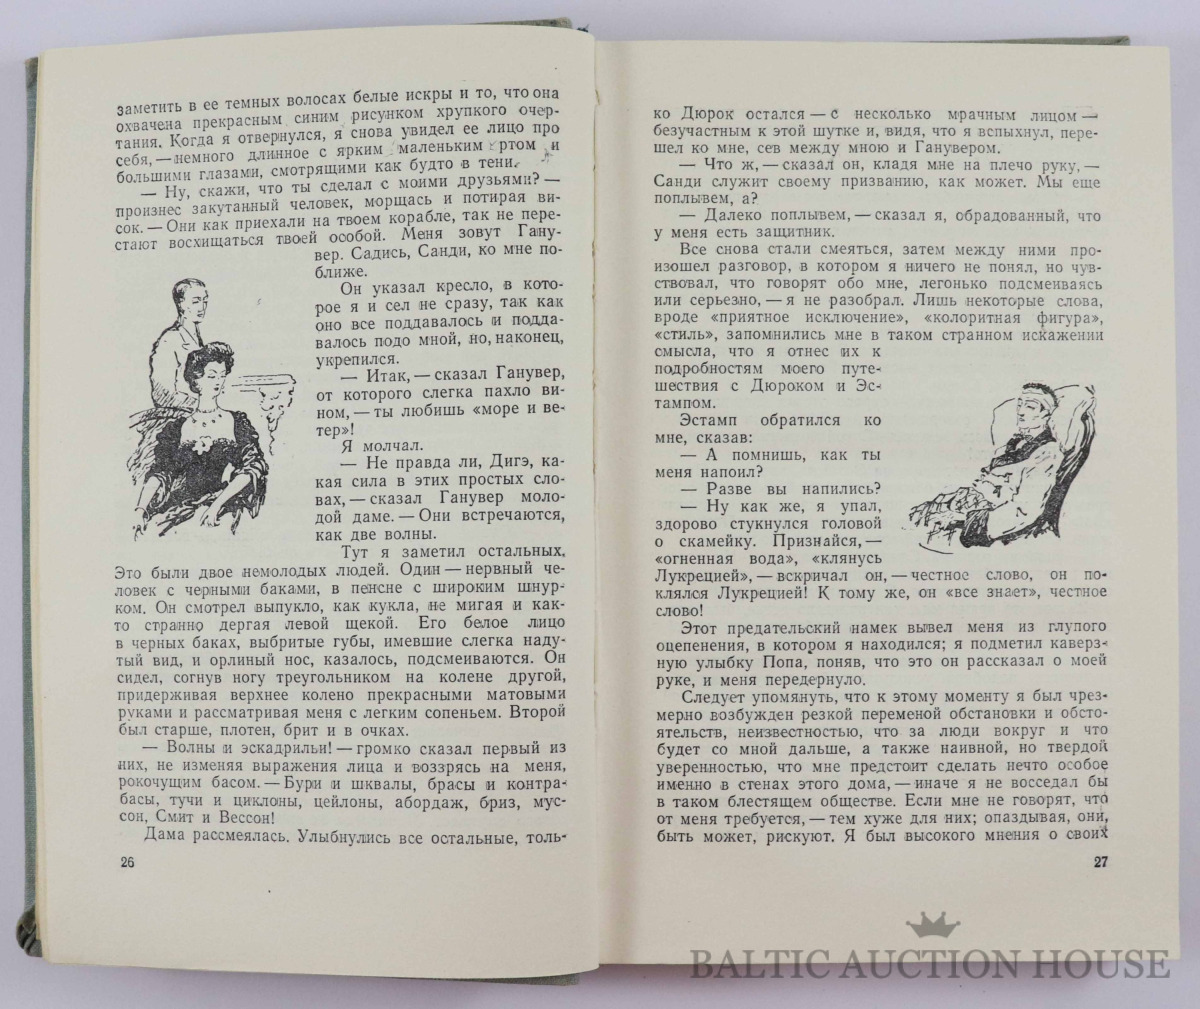 заметить в ее темных волосах белые искры и то, что она
охвачена прекрасным синим рисунком хрупкого очер-
тания. Когда я отвернулся, я снова увидел ее лицо про
себя, — немного длинное с ярким маленьким ртом и
большими глазами, смотрящими как будто в тени.
— Ну, скажи, что ты сделал с моими друзьями? —
произнес закутанный человек, морщась и потирая ви-
сок. — Они как приехали на твоем корабле, так не пере-
стают восхищаться твоей особой. Меня зовут Гану-
вер. Садись, Санди, ко мне по-
ближе.
Он указал кресло, в кото-
рое я и сел не сразу, так как
оно все поддавалось и подда-
валось подо мной, но, наконец,
укрепился.
— Итак, — сказал Ганувер,
от которого слегка пахло ви-
ном, — ты любишь «море и ве-
тер»!
Я молчал.
— Не правда ли, Дигэ, ка-
кая сила в этих простых сло-
вах, — сказал Ганувер моло-
дой даме. — Они встречаются,
как две волны.
Тут я заметил остальных.
Это были двое немолодых людей. Один — нервный че-
ловек с черными баками, в пенсне с широким шнур-
ком. Он смотрел выпукло, как кукла, не мигая и как-
то странно дергая левой щекой. Его белое лицо
в черных баках, выбритые губы, имевшие слегка наду-
тый вид, и орлиный нос, казалось, подсмеиваются. Он
сидел, согнув ногу треугольником на колене другой,
придерживая верхнее колено прекрасными матовыми
руками и рассматривая меня с легким сопеньем. Второй
был старше, плотен, брит и в очках.
— Волны и эскадрильи! — громко сказал первый из
них, не изменяя выражения лица и воззрясь на меня,
рокочущим басом. — Бури и шквалы, брасы и контра-
басы, тучи и циклоны, цейлоны, абордаж, бриз, мус-
сон, Смит и Вессон!
Дама рассмеялась. Улыбнулись все остальные, толь-
26
ко Дюрок остался — с несколько мрачным лицом —
безучастным к этой шутке и, видя, что я вспыхнул, пере-
шел ко мне, сев между мною и Ганувером.
— Что ж, — сказал он, кладя мне на плечо руку, —
Санди служит своему призванию, как может. Мы еще
поплывем, а?
— Далеко поплывем, — сказал я, обрадованный, что
у меня есть защитник.
Все снова стали смеяться, затем между ними про-
изошел разговор, в котором я ничего не понял, но чув-
ствовал, что говорят обо мне, легонько подсмеиваясь
или серьезно, — я не разобрал. Лишь некоторые слова,
вроде «приятное исключение», «колоритная фигура»,
«стиль», запомнились мне в таком странном искажении
смысла, что я отнес их к
подробностям моего путе-
шествия с Дюроком и Эс-
тампом.
Эстамп обратился ко
мне, сказав:
— А помнишь, как ты
меня напоил?
— Разве вы напились?
— Ну как же, я упал,
здорово стукнулся головой
о скамейку. Признайся, —
«огненная вода», «клянусь
Лукрецией», — вскричал он, — честное слово, он по-
клялся Лукрецией! К тому же, он «все знает», честное
слово!
Этот предательский намек вывел меня из глупого
оцепенения, в котором я находился; я подметил каверз-
ную улыбку Попа, поняв, что это он рассказал о моей
руке, и меня передернуло.
Следует упомянуть, что к этому моменту я был чрез-
мерно возбужден резкой переменой обстановки и обсто-
ятельств, неизвестностью, что за люди вокруг и что
будет со мной дальше, а также наивной, но твердой
уверенностью, что мне предстоит сделать нечто особое
именно в стенах этого дома, — иначе я не восседал бы
в таком блестящем обществе. Если мне не говорят, что
от меня требуется, — тем хуже для них; опаздывая, они,
быть может, рискуют. Я был высокого мнения о своих
27
BALTIC AUCTION HOUSE